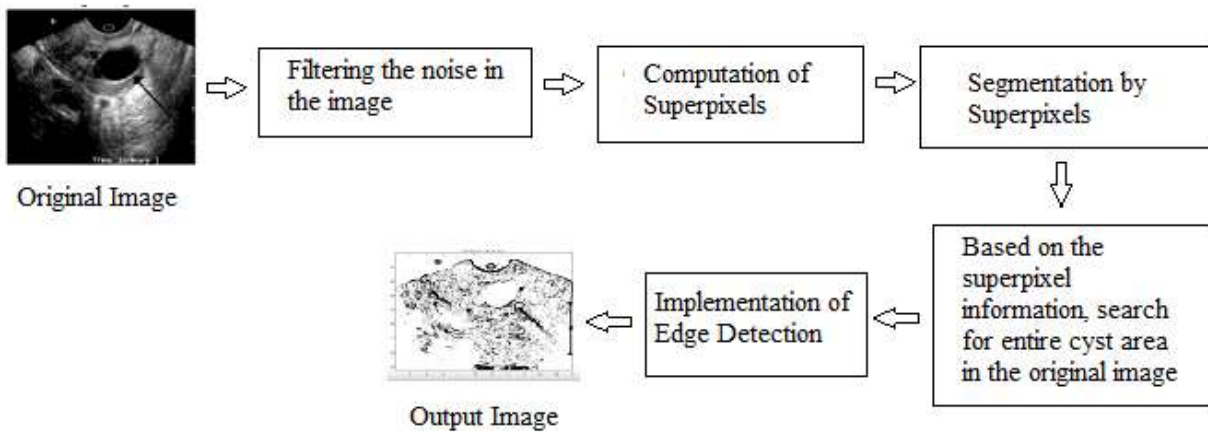 Filtering the noise in
the image
Computation of
Superpixels
Segmentation by
Superpixels
Original Image
Based on the
superpixel
information, search
for entire cyst area
in the original image
Implementation of
Edge Detection
Output Image